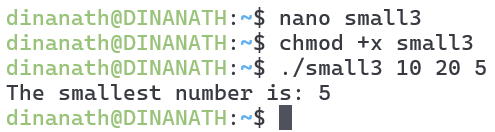 dinanath@DINANATH:~$ nano small3
dinanath@DINANATH:~$ chmod +x small3
dinanath@DINANATH:~$ ./small3 10 20 5
The smallest number is: 5
dinanath@DINANATH:~$